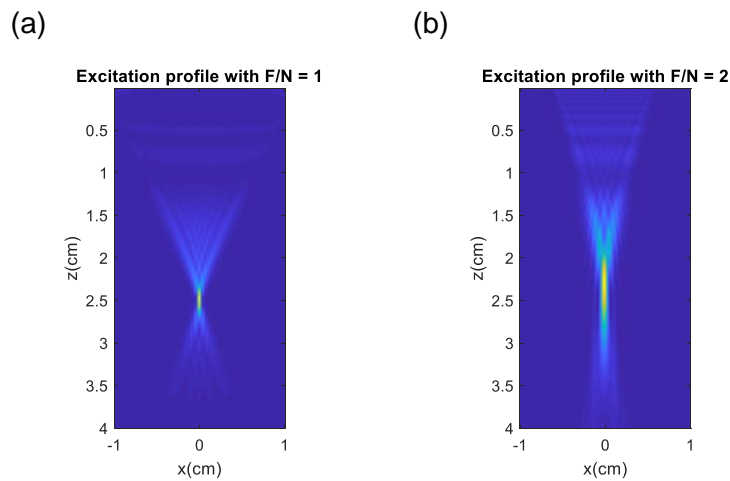 (a)
Excitation profile with F/N = 1
0.5
1
1.5
2
2.5
3
3.5
4
z(cm)
-1 0 1
x(cm)
(b)
Excitation profile with F/N = 2
0.5
1
1.5
2
2.5
3
3.5
4
z(cm)
-1 0 1
x(cm)